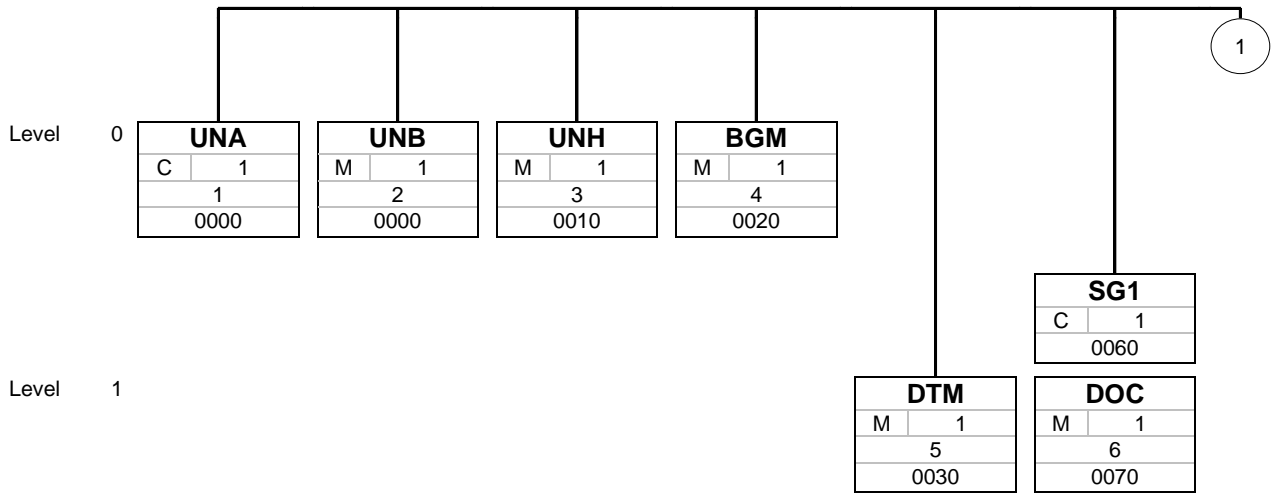 1
Level 0 UNA UNB UNH BGM
C 1 M 1 M 1 M 1
1 2 3 4
0000 0000 0010 0020
SG1
C 1
0060
Level 1 DTM DOC
M 1 M 1
5 6
0030 0070